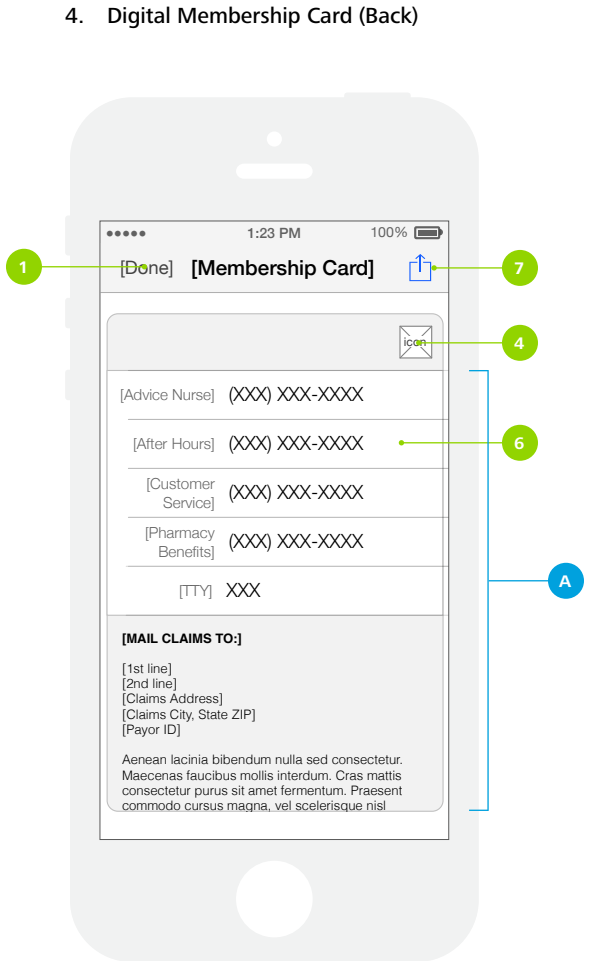 4. Digital Membership Card (Back)
1:23 PM 100%
1 [Done] [Membership Card] 7
icon 4
[Advice Nurse] (XXX) XXX-XXXX
[After Hours] (XXX) XXX-XXXX 6
[Customer
Service] (XXX) XXX-XXXX
[Pharmacy
Benefits] (XXX) XXX-XXXX
[TTY] XXX
A
[MAIL CLAIMS TO:]
[1st line]
[2nd line]
[Claims Address]
[Claims City, State ZIP]
[Payor ID]
Aenean lacinia bibendum nulla sed consectetur.
Maecenas faucibus mollis interdum. Cras mattis
consectetur purus sit amet fermentum. Praesent
commodo cursus magna, vel scelerisque nisl